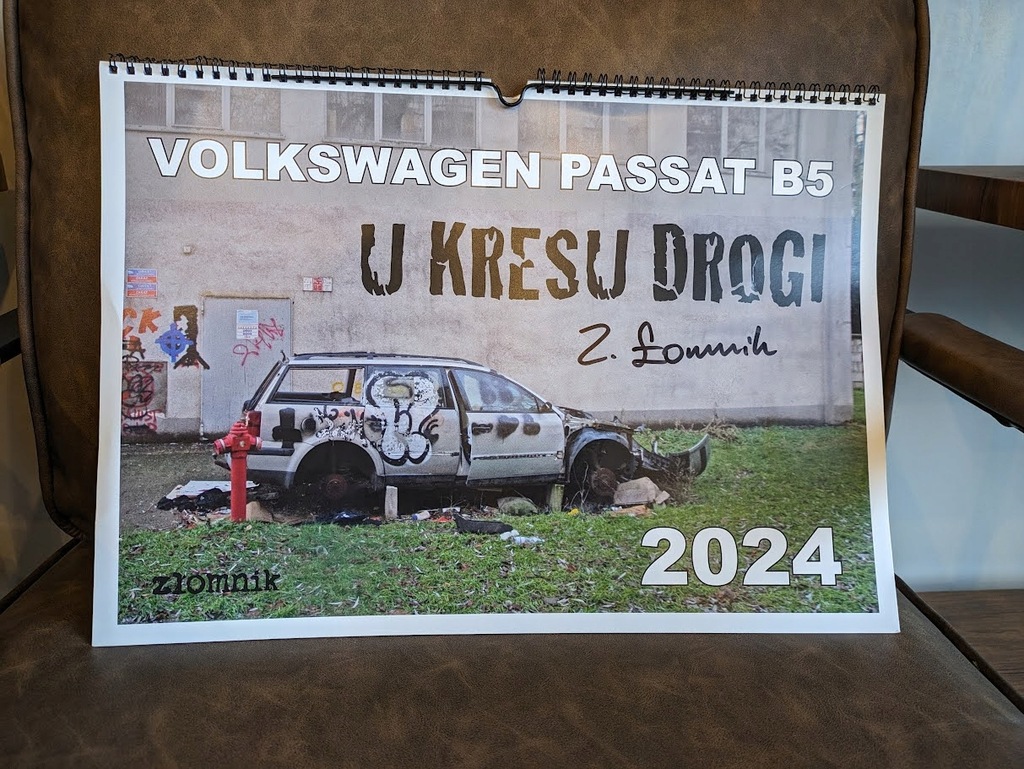 VOLKSWAGEN PASSAT B5
U KRESU DROGI
Z. Łomnik
2024
złomnik